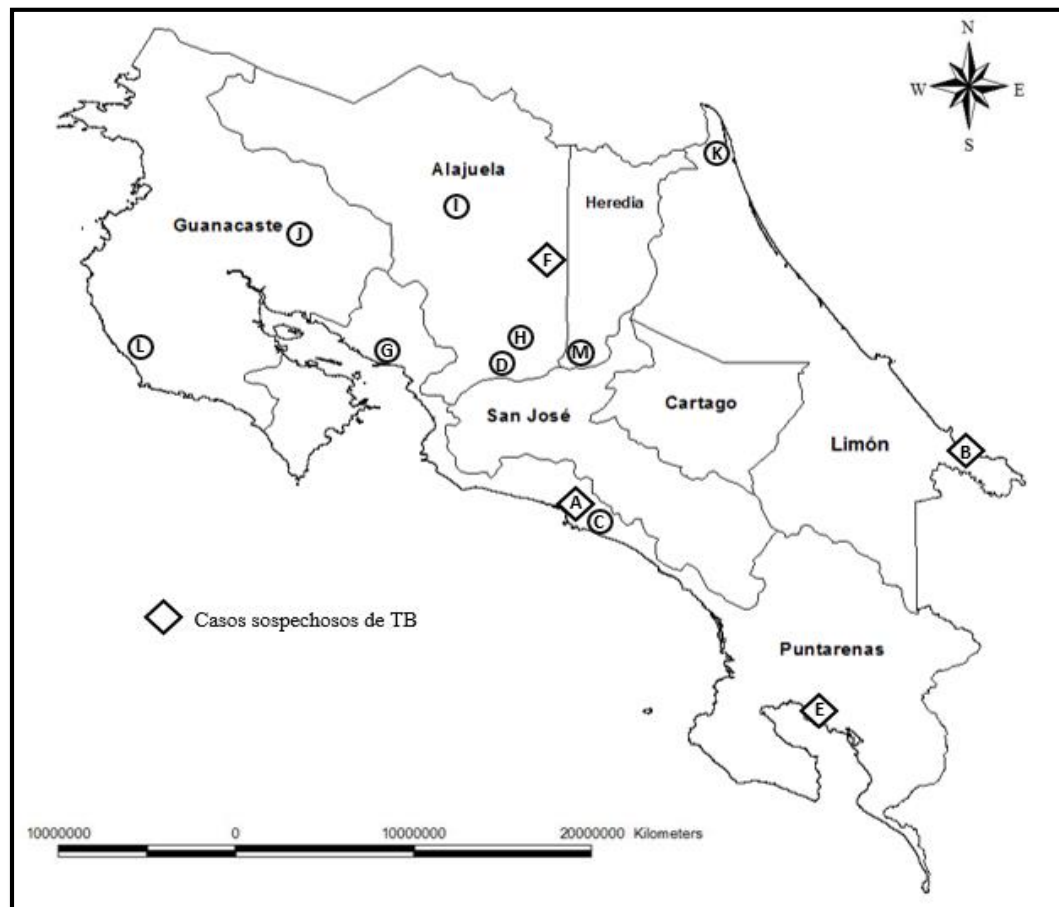 N
W E
S
K
Alajuela
I
Heredia
Guanacaste
J
F
H
L
G
D
M
Cartago
San José
Limón
B
A
C
Casos sospechosos de TB
Puntarenas
E
10000000 0 10000000 20000000 Kilometers